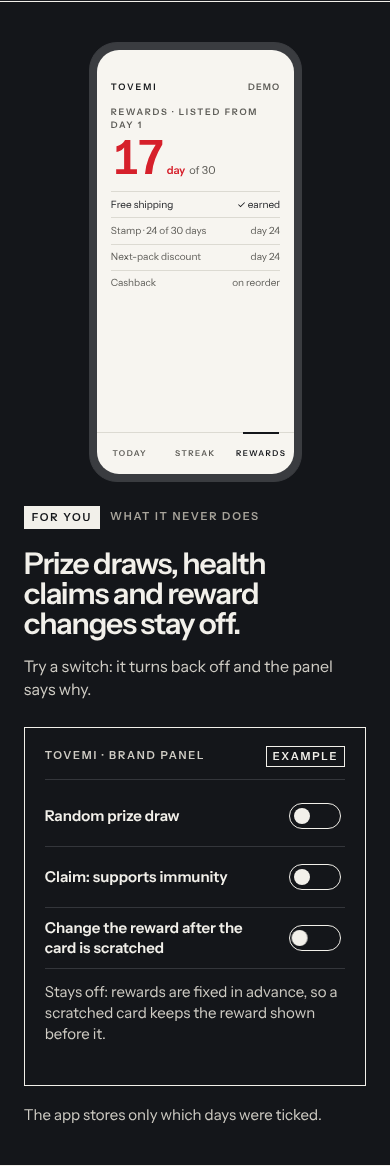 TOVEMI DEMO
REWARDS · LISTED FROM
DAY 1
17 day of 30
Free shipping ✓ earned
Stamp · 24 of 30 days day 24
Next-pack discount day 24
Cashback on reorder
TODAY STREAK REWARDS
FOR YOU WHAT IT NEVER DOES
Prize draws, health
claims and reward
changes stay off.
Try a switch: it turns back off and the panel
says why.
TOVEMI · BRAND PANEL EXAMPLE
Random prize draw
Claim: supports immunity
Change the reward after the
card is scratched
Stays off: rewards are fixed in advance, so a
scratched card keeps the reward shown
before it.
The app stores only which days were ticked.